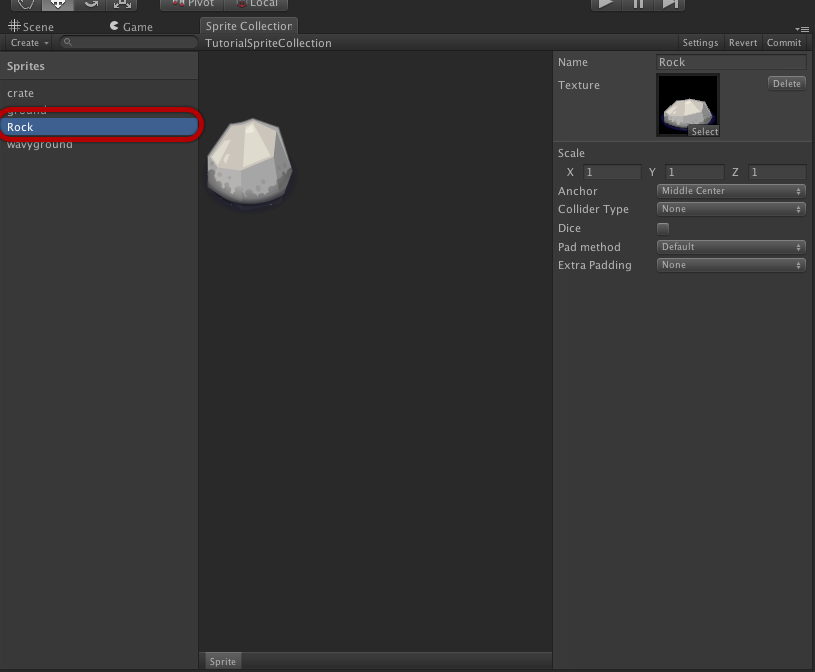 Pivot Local
Scene Game Sprite Collection
Create TutorialSpriteCollection Settings Revert Commit
Sprites
crate
ground
Rock
wavyground
Name Rock
Texture Delete
Select
Scale
X 1 Y 1 Z 1
Anchor Middle Center
Collider Type None
Dice
Pad method Default
Extra Padding None
Sprite